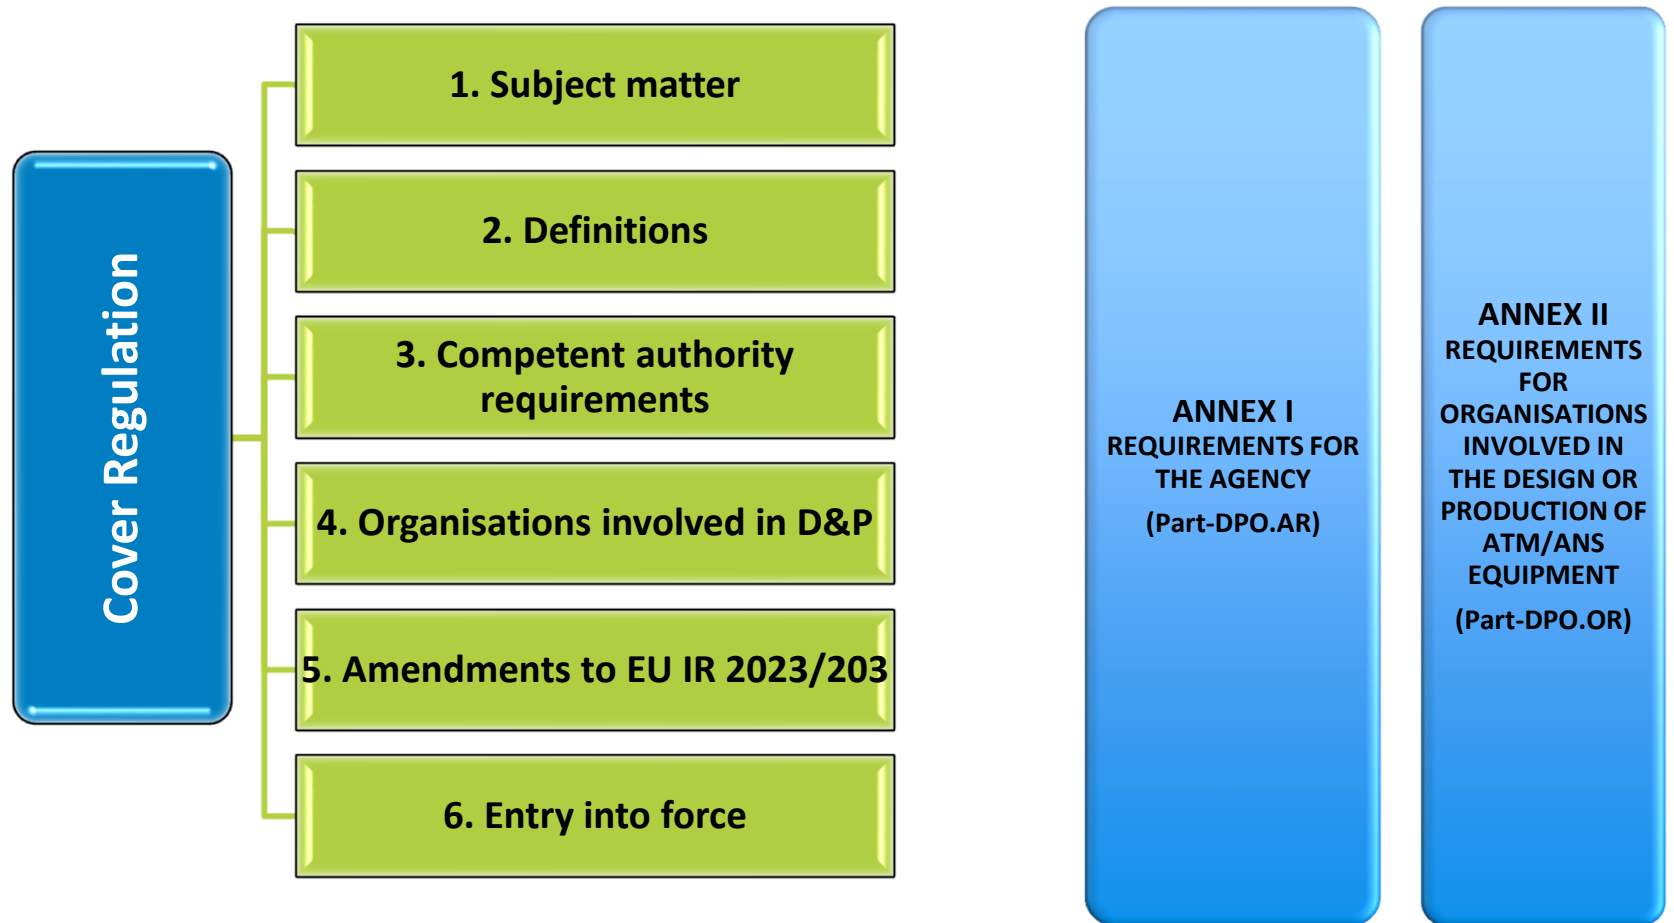 Cover Regulation
1. Subject matter
2. Definitions
3. Competent authority
requirements
4. Organisations involved in D&P
5. Amendments to EU IR 2023/203
6. Entry into force
ANNEX I
REQUIREMENTS FOR
THE AGENCY
(Part-DPO.AR)
ANNEX II
REQUIREMENTS
FOR
ORGANISATIONS
INVOLVED IN
THE DESIGN OR
PRODUCTION OF
ATM/ANS
EQUIPMENT
(Part-DPO.OR)